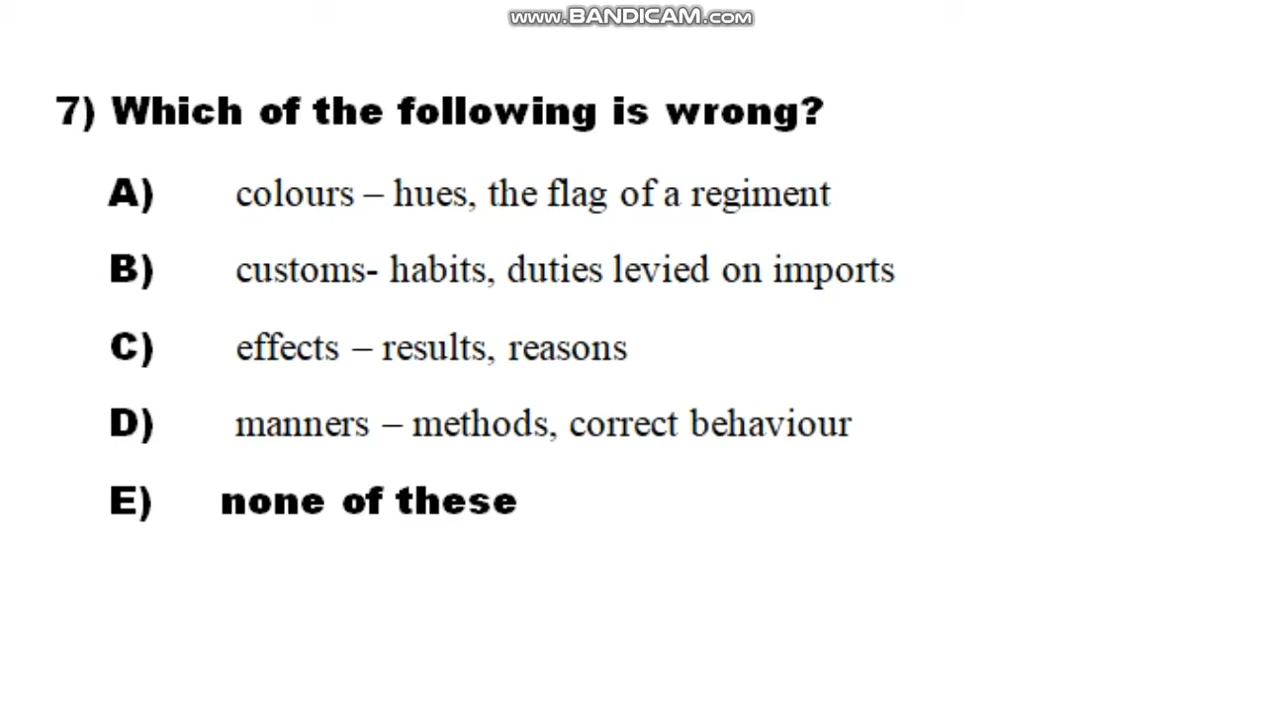 www.BANDICAM.com
7) Which of the following is wrong?
A) colours – hues, the flag of a regiment
B) customs- habits, duties levied on imports
C) effects – results, reasons
D) manners – methods, correct behaviour
E) none of these